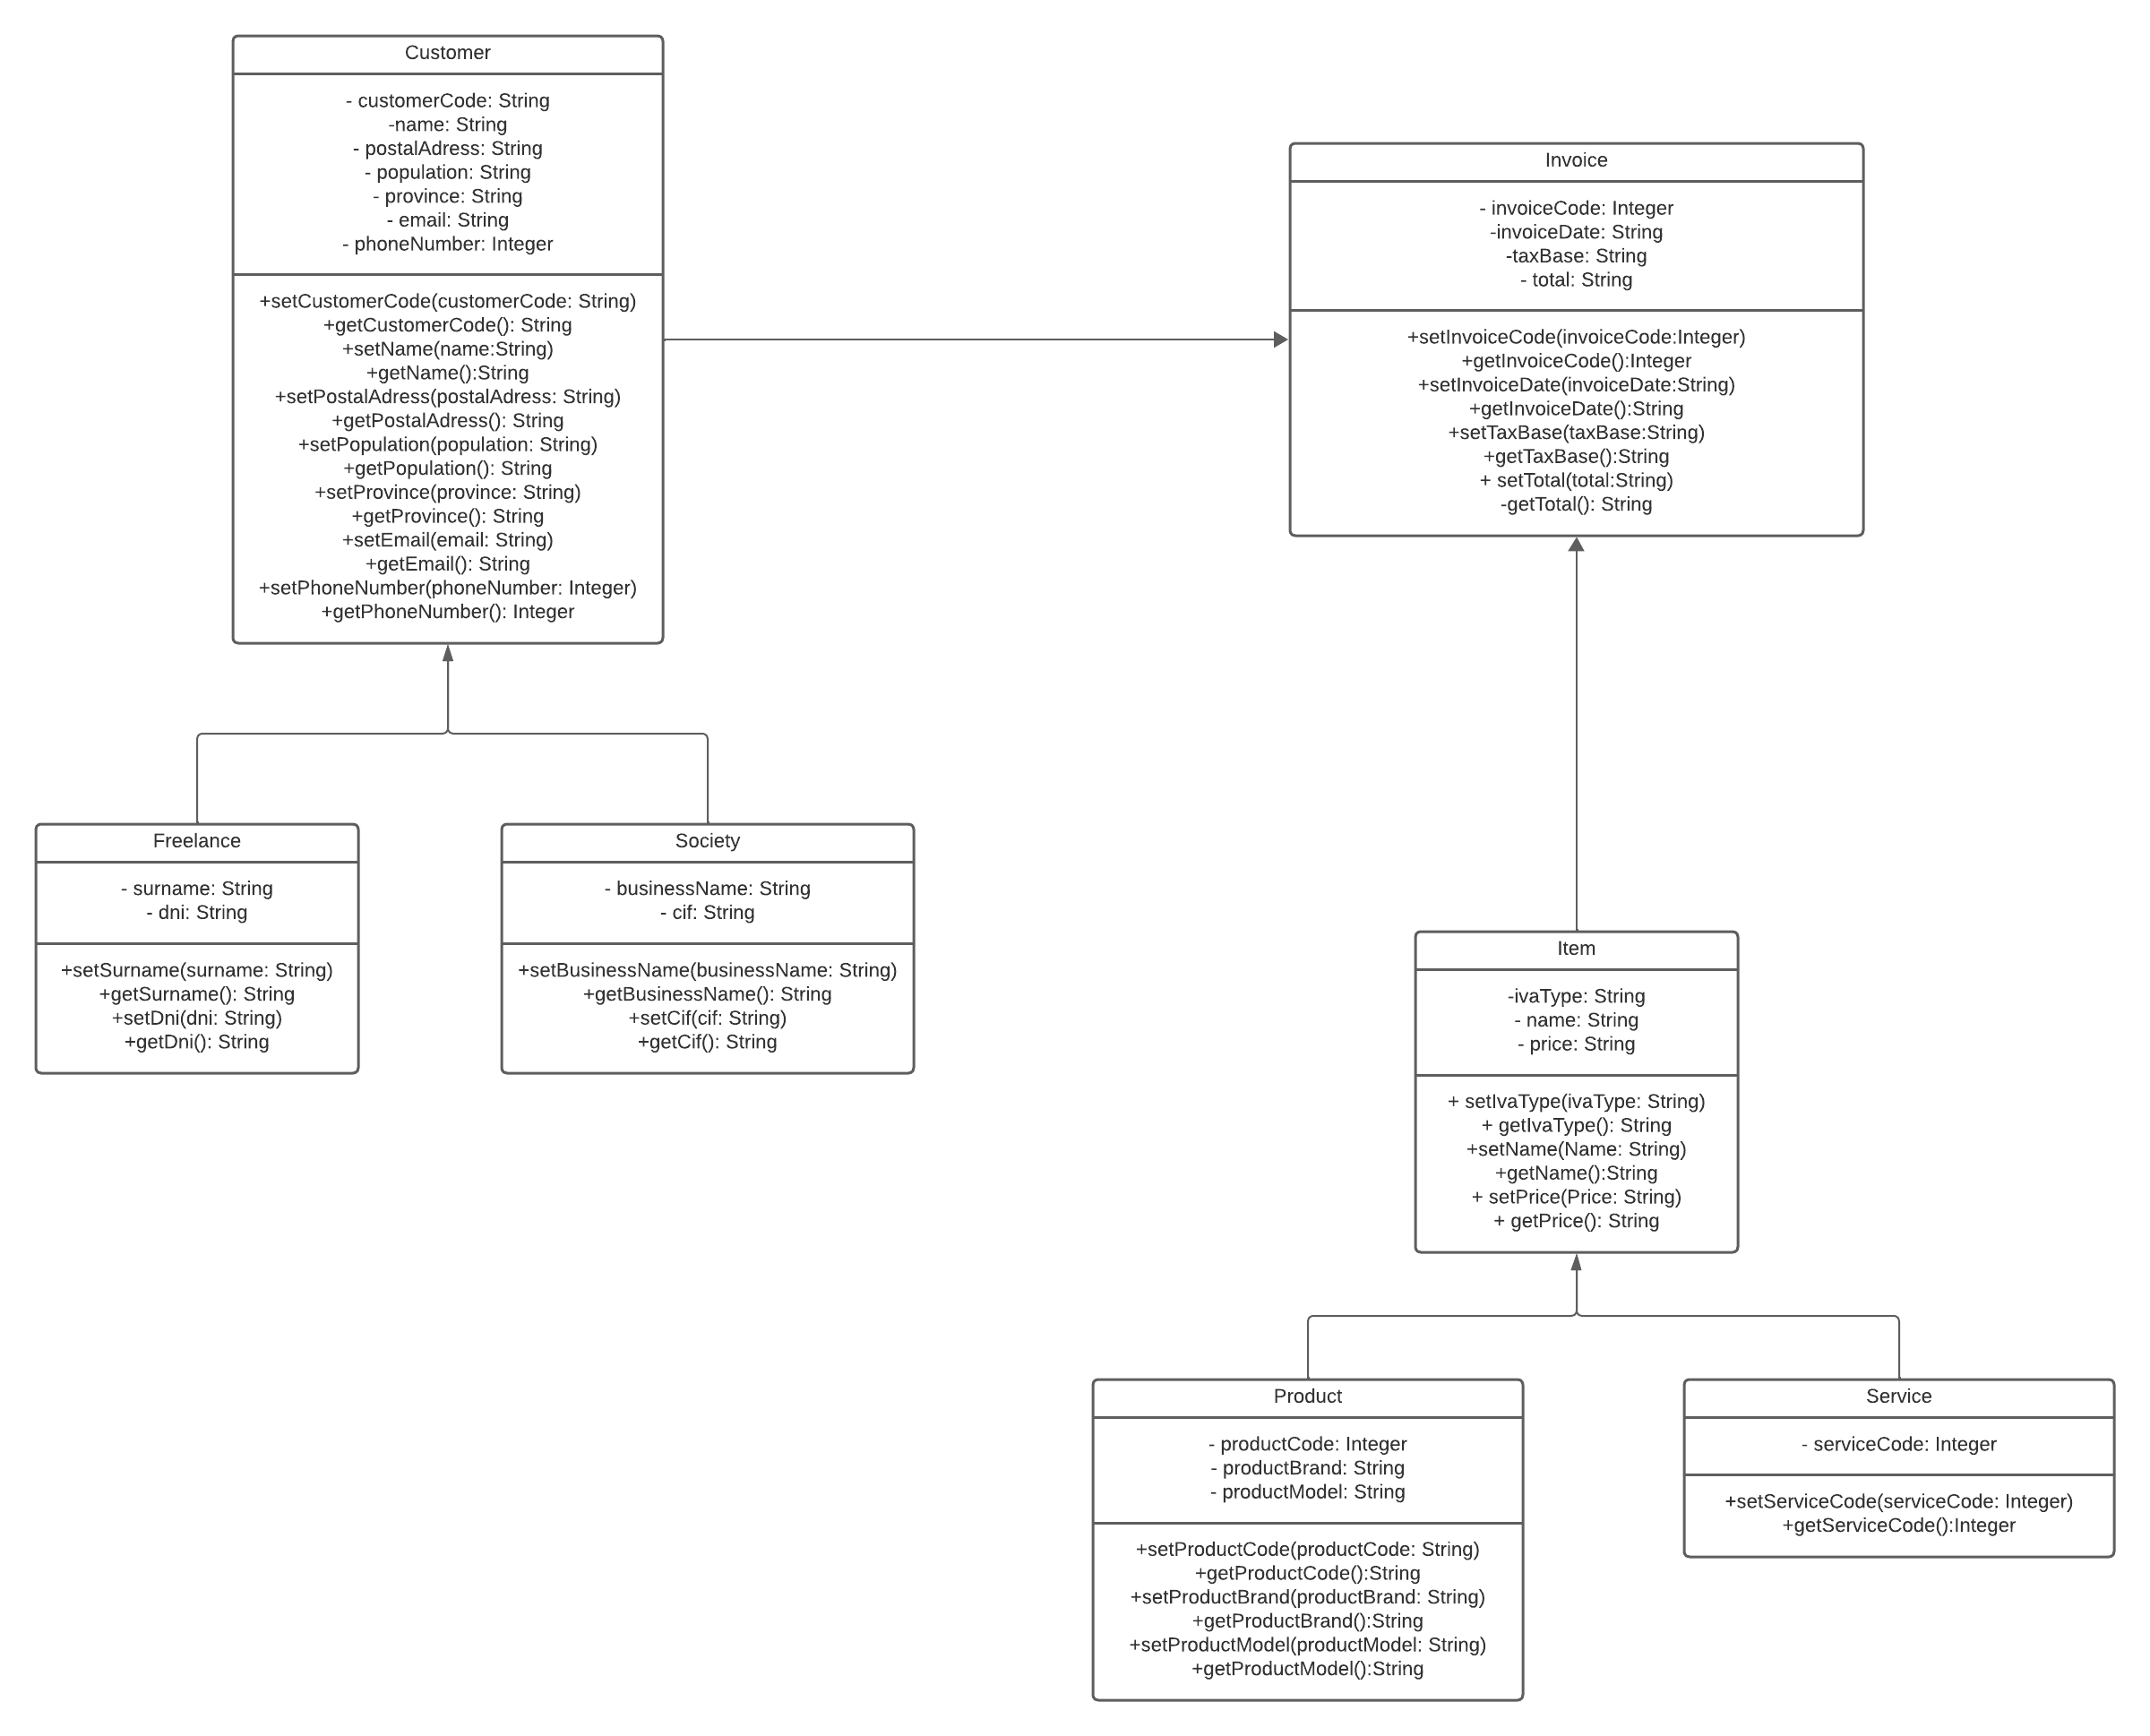 Customer
- customerCode: String
-name: String
- postalAdress: String
- population: String
- province: String
- email: String
- phoneNumber: Integer
+setCustomerCode(customerCode: String)
+getCustomerCode(): String
+setName(name:String)
+getName():String
+setPostalAdress(postalAdress: String)
+getPostalAdress(): String
+setPopulation(population: String)
+getPopulation(): String
+setProvince(province: String)
+getProvince(): String
+setEmail(email: String)
+getEmail(): String
+setPhoneNumber(phoneNumber: Integer)
+getPhoneNumber(): Integer
Invoice
- invoiceCode: Integer
-invoiceDate: String
-taxBase: String
- total: String
+setInvoiceCode(invoiceCode:Integer)
+getInvoiceCode():Integer
+setInvoiceDate(invoiceDate:String)
+getInvoiceDate():String
+setTaxBase(taxBase:String)
+getTaxBase():String
+ setTotal(total:String)
-getTotal(): String
Freelance
- surname: String
- dni: String
+setSurname(surname: String)
+getSurname(): String
+setDni(dni: String)
+getDni(): String
Society
- businessName: String
- cif: String
+setBusinessName(businessName: String)
+getBusinessName(): String
+setCif(cif: String)
+getCif(): String
Item
-ivaType: String
- name: String
- price: String
+ setIvaType(ivaType: String)
+ getIvaType(): String
+setName(Name: String)
+getName():String
+ setPrice(Price: String)
+ getPrice(): String
Product
- productCode: Integer
- productBrand: String
- productModel: String
+setProductCode(productCode: String)
+getProductCode():String
+setProductBrand(productBrand: String)
+getProductBrand():String
+setProductModel(productModel: String)
+getProductModel():String
Service
- serviceCode: Integer
+setServiceCode(serviceCode: Integer)
+getServiceCode():Integer